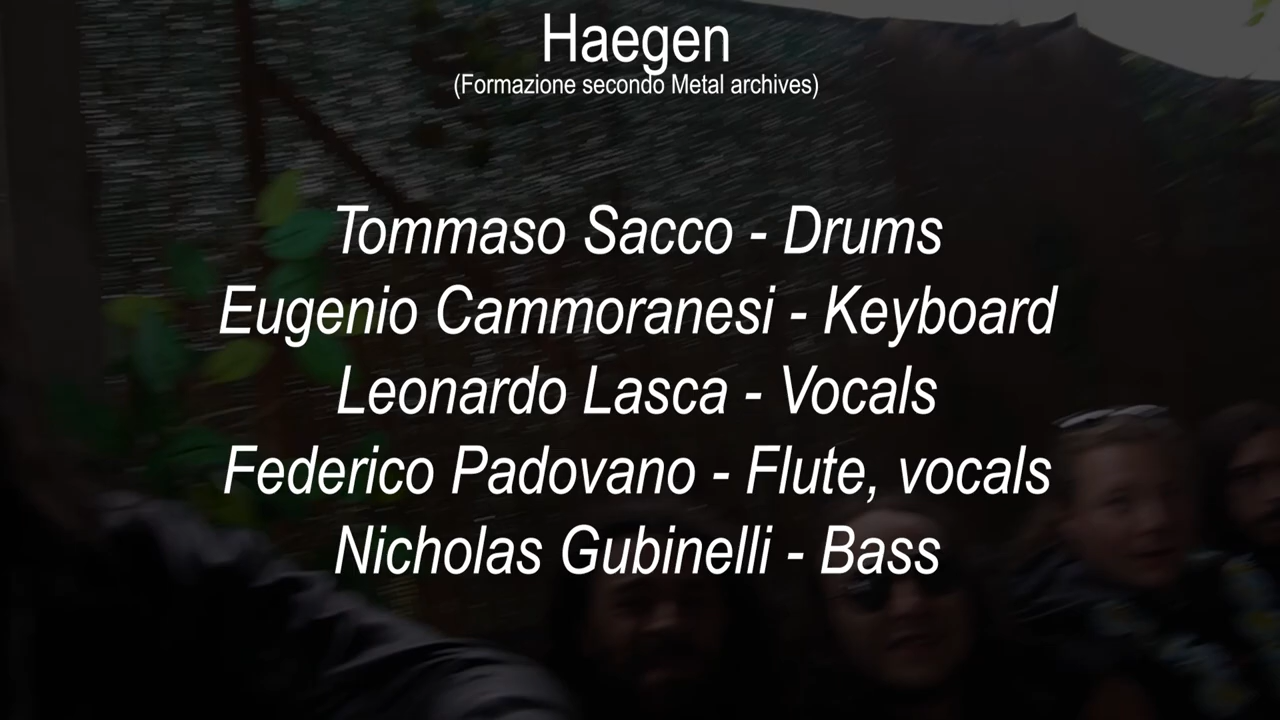 Haegen
(Formazione secondo Metal archives)
Tommaso Sacco - Drums
Eugenio Cammoranesi - Keyboard
Leonardo Lasca - Vocals
Federico Padovano - Flute, vocals
Nicholas Gubinelli - Bass